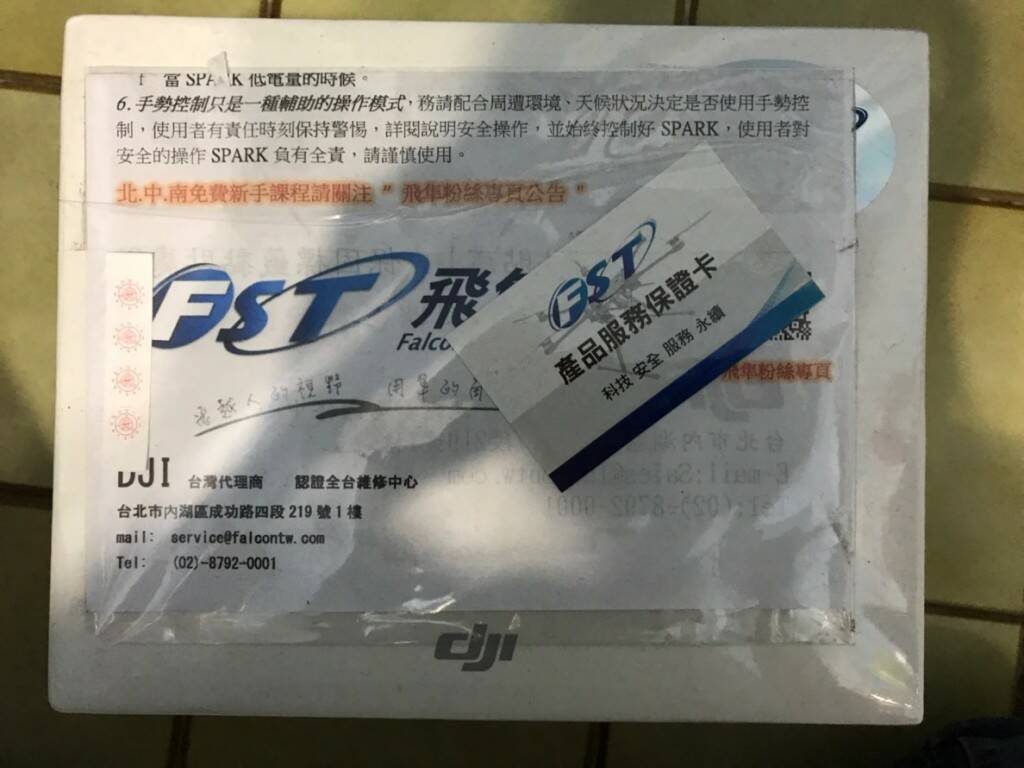 f 當 SPARK 低電量的時候。
6. 手勢控制只是一種輔助的操作模式，務請配合周遭環境、天候狀況決定是否使用手勢控
制，使用者有責任時刻保持警惕，詳閱說明安全操作，並始終控制好 SPARK，使用者對
安全的操作 SPARK 負有全責，請謹慎使用。
北.中.南免費新手課程請關注 " 飛隼粉絲專頁公告 "
FST 飛
FST
產品服務保證卡
科技 安全 服務 永續
飛隼粉絲專頁
DJI 台灣代理商 認證全台維修中心
台北市內湖區成功路四段 219 號 1 樓
mail: service@falcontw.com
Tel: (02)-8792-0001
dji